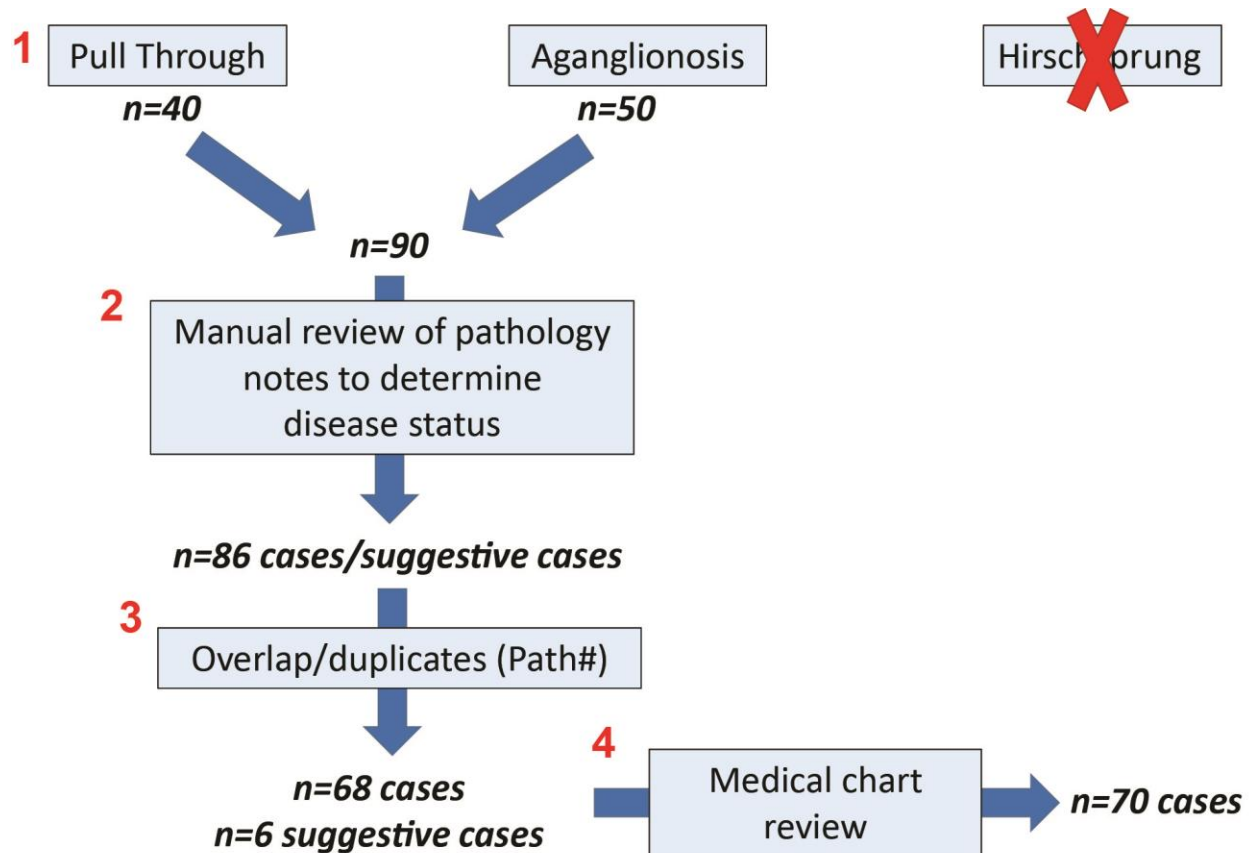 1
Pull Through
Aganglionosis
Hirschsprung
n=40
n=50
n=90
2
Manual review of pathology
notes to determine
disease status
n=86 cases/suggestive cases
3
Overlap/duplicates (Path#)
4
n=68 cases
n=6 suggestive cases
Medical chart
review
n=70 cases